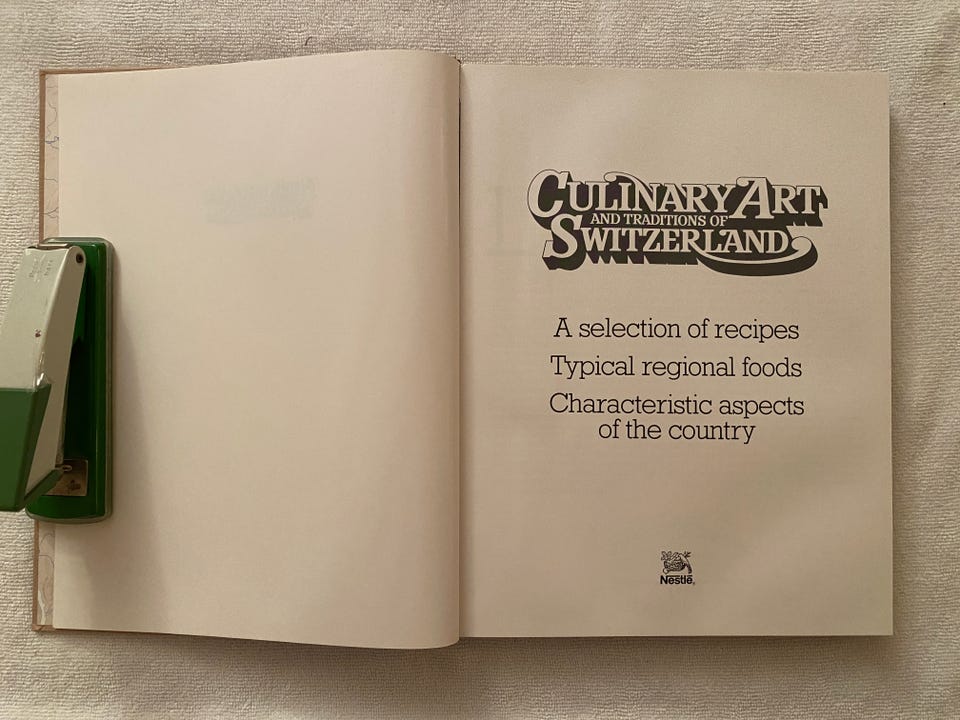 CULINARY ART
AND TRADITIONS OF
SWITZERLAND
A selection of recipes
Typical regional foods
Characteristic aspects
of the country
Nestlé